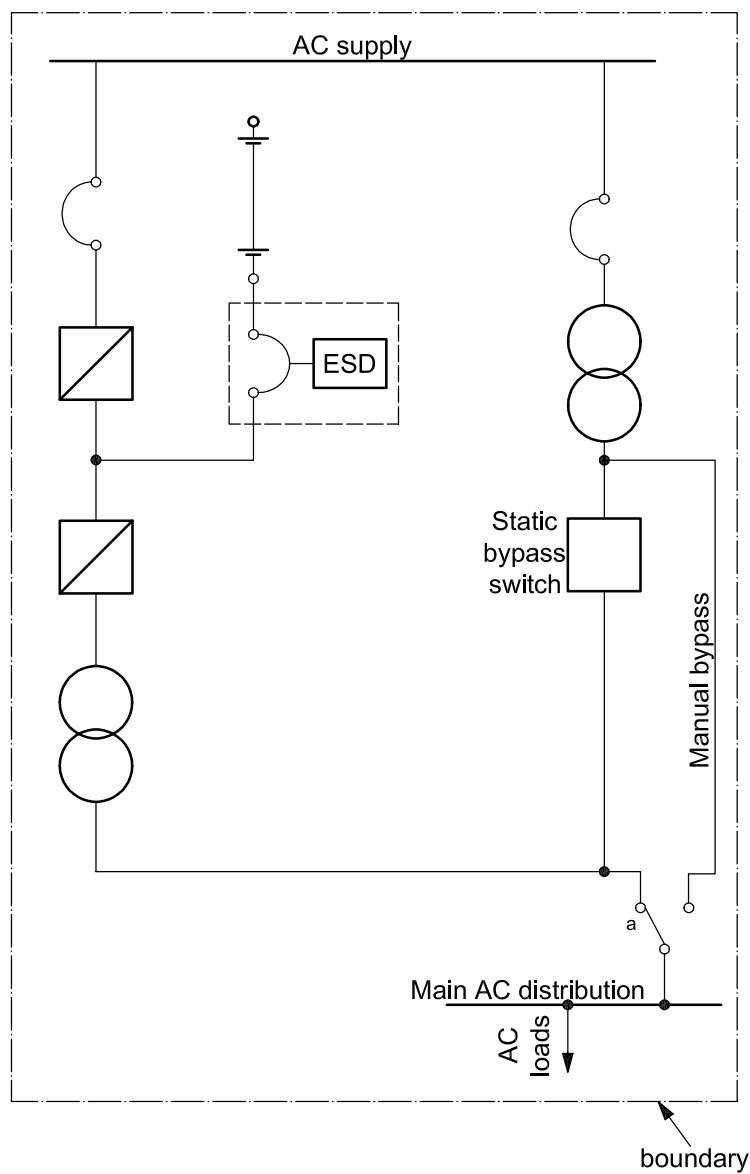 AC supply
ESD
Static
bypass
switch
Manual bypass
a
Main AC distribution
AC
loads
boundary